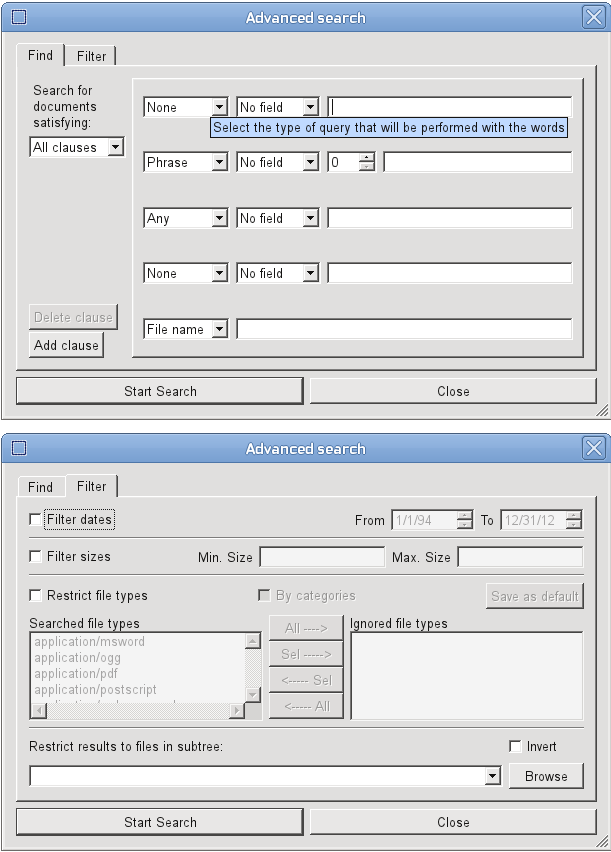 Advanced search
Find Filter
Search for
documents
satisfying:
All clauses
None No field
Select the type of query that will be performed with the words
Phrase No field 0
Any No field
None No field
File name
Delete clause
Add clause
Start Search Close
Advanced search
Find Filter
Filter dates From 1/1/94 To 12/31/12
Filter sizes Min. Size Max. Size
Restrict file types By categories Save as default
Searched file types Ignored file types
All ---->
application/msword
application/ogg
Sel ----->
application/pdf
<----- Sel
application/postscript
<----- All
Restrict results to files in subtree: Invert
Browse
Start Search Close